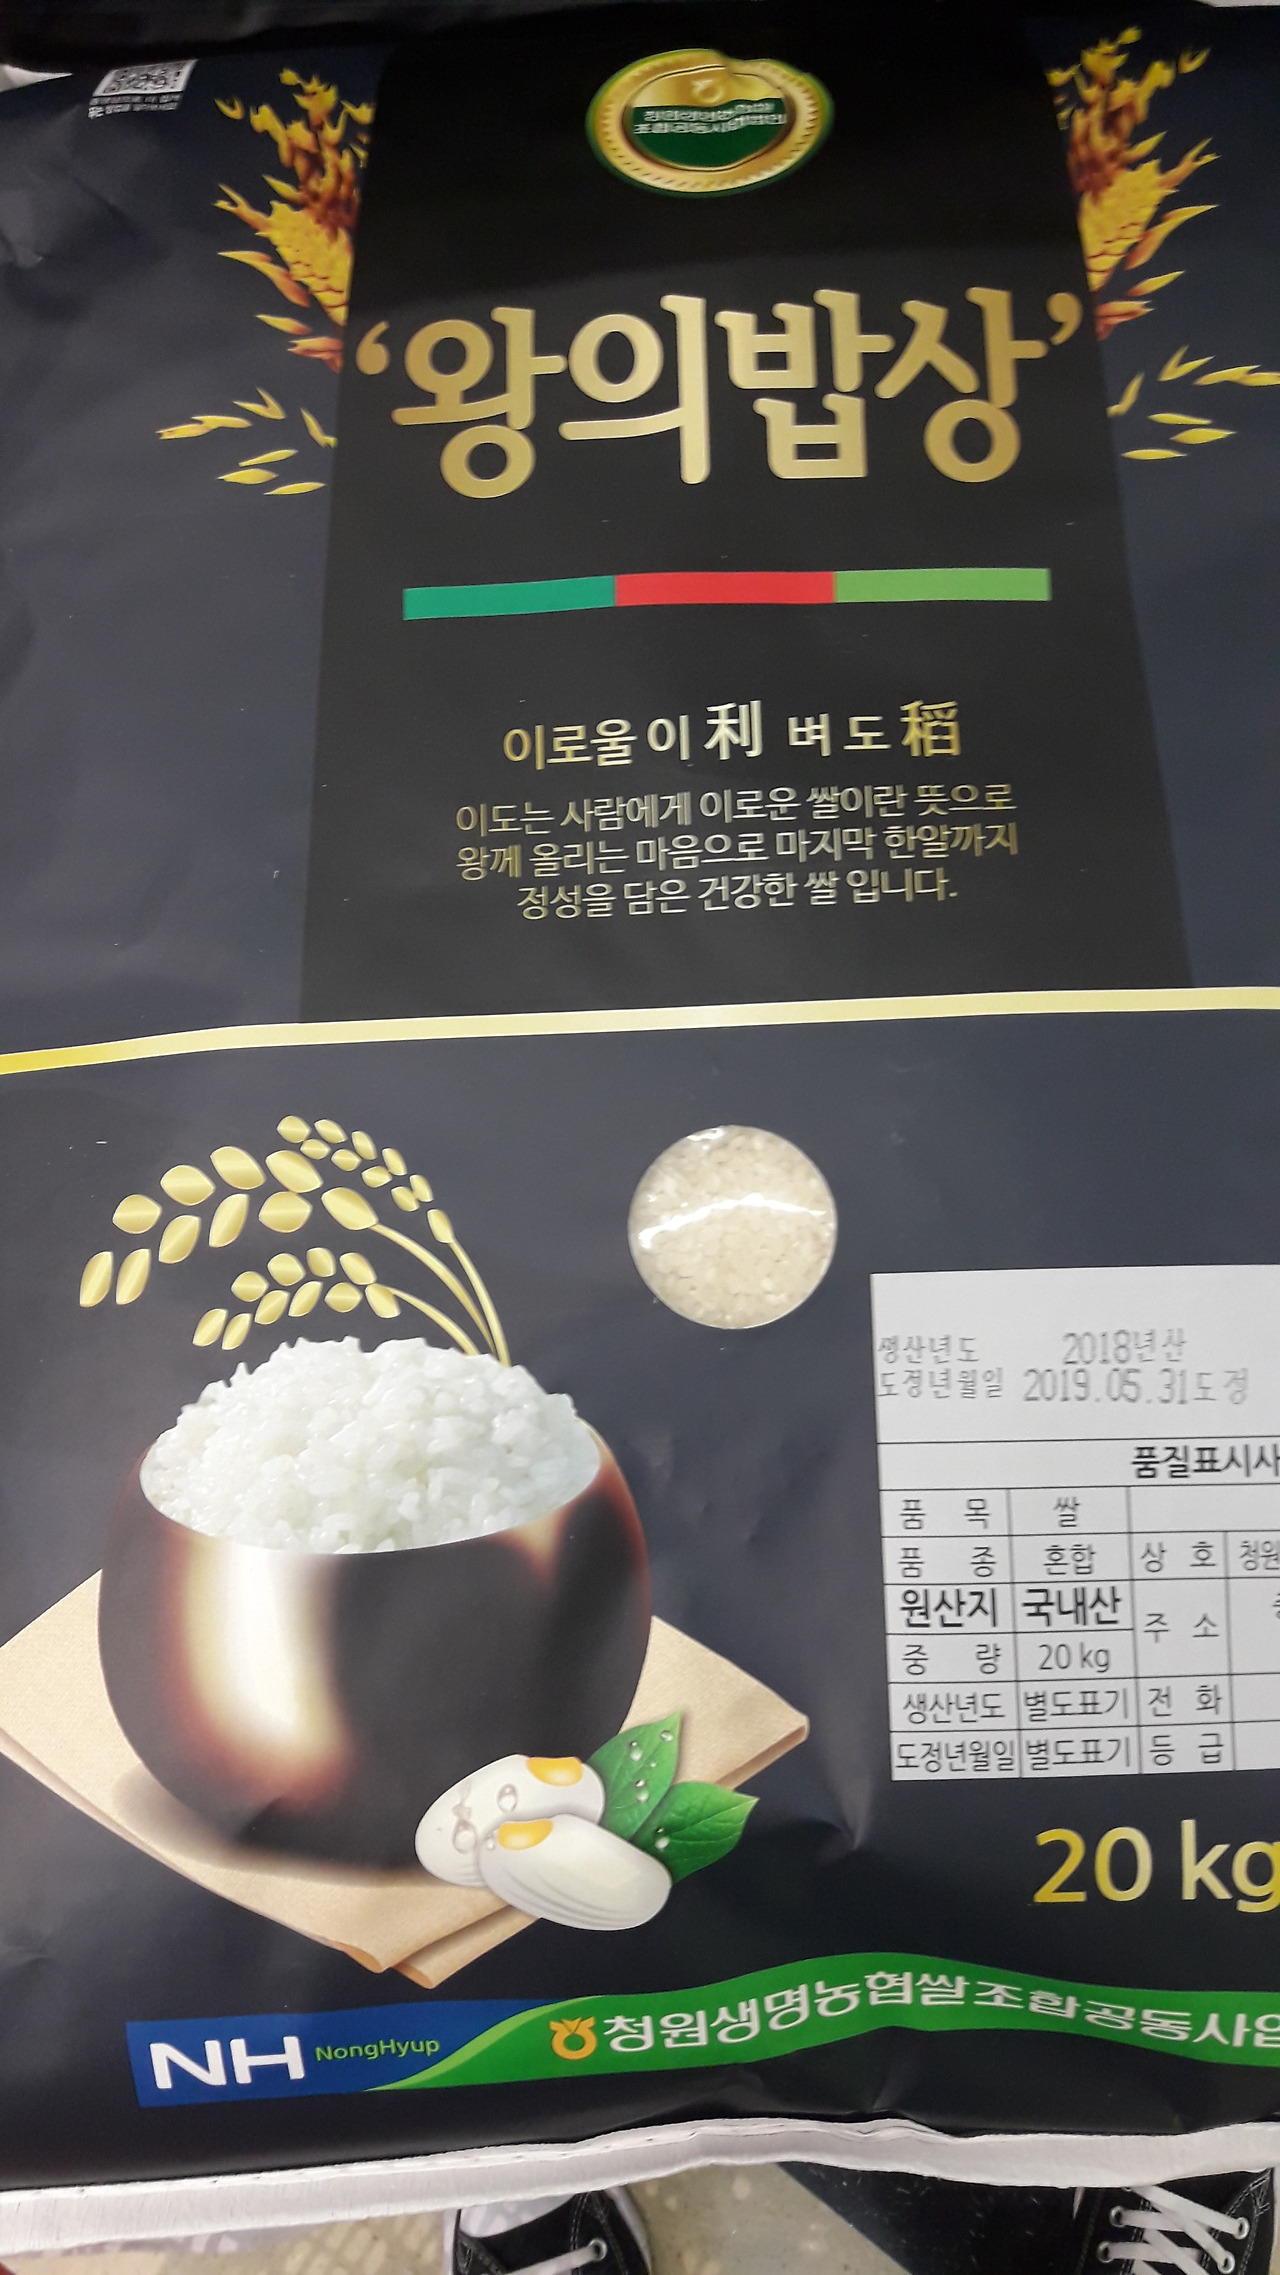 ‘왕의밥상’
이로울 이 利 벼 도 稻
이도는 사람에게 이로운 쌀이란 뜻으로
왕께 올리는 마음으로 마지막 한알까지
정성을 담은 건강한 쌀 입니다.
생산년도 2018년산
도정년월일 2019.05.31도정
품질표시사
품 목 쌀
품 종 혼합 상 호 청원
원산지 국내산 주 소
중 량 20 kg
생산년도 별도표기 전 화
도정년월일 별도표기 등 급
20 kg
NH NongHyup 청원생명농협쌀조합공동사업